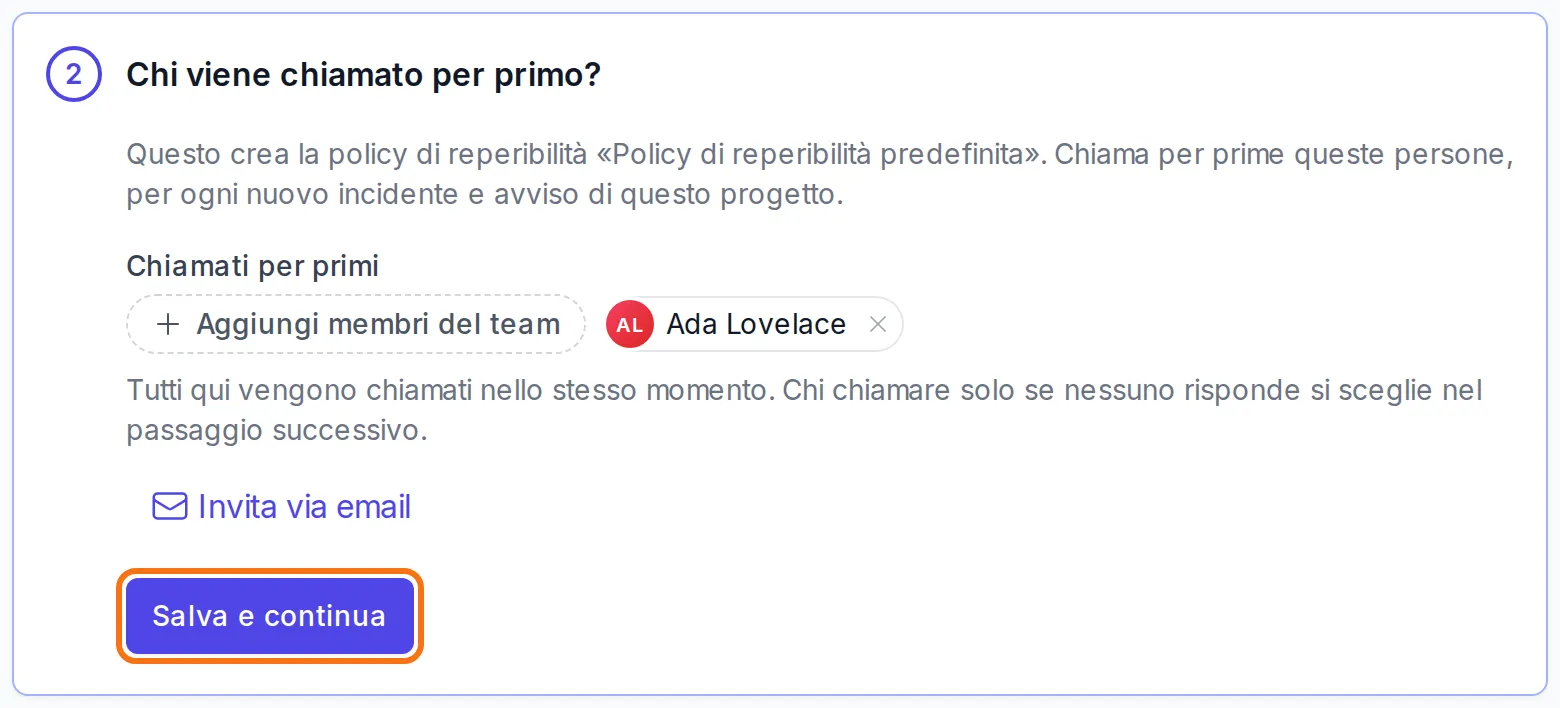 2
Chi viene chiamato per primo?
Questo crea la policy di reperibilità «Policy di reperibilità predefinita». Chiama per prime queste persone,
per ogni nuovo incidente e avviso di questo progetto.
Chiamati per primi
Aggiungi membri del team
AL
Ada Lovelace
Tutti qui vengono chiamati nello stesso momento. Chi chiamare solo se nessuno risponde si sceglie nel
passaggio successivo.
Invita via email
Salva e continua